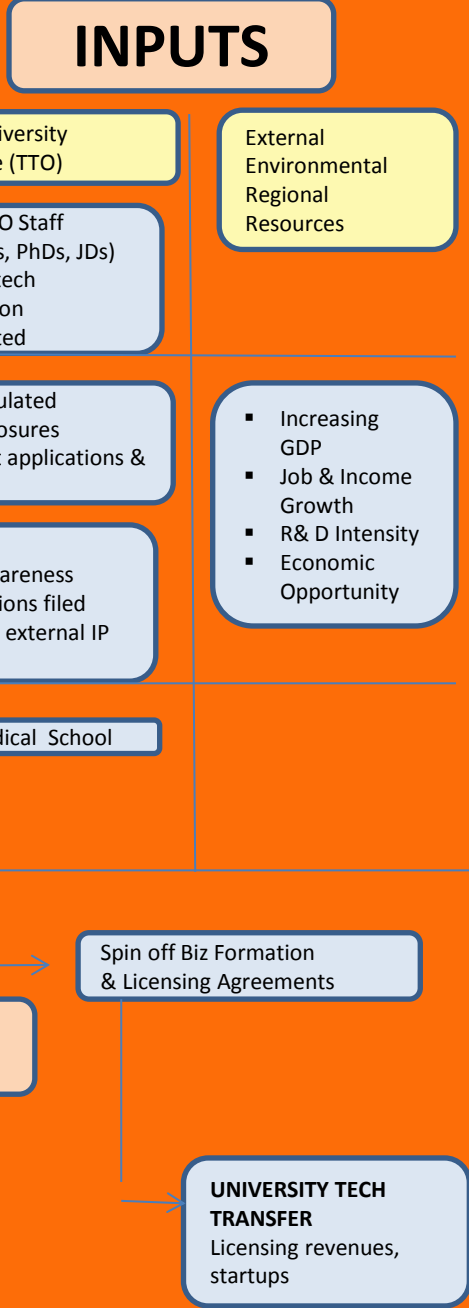 INPUTS
iversity
e (TTO)
External
Environmental
Regional
Resources
O Staff
s, PhDs, JDs)
tech
on
ted
ulated
osures
t applications &
▪ Increasing
GDP
▪ Job & Income
Growth
▪ R& D Intensity
▪ Economic
Opportunity
areness
ions filed
external IP
dical School
Spin off Biz Formation
& Licensing Agreements
UNIVERSITY TECH
TRANSFER
Licensing revenues,
startups